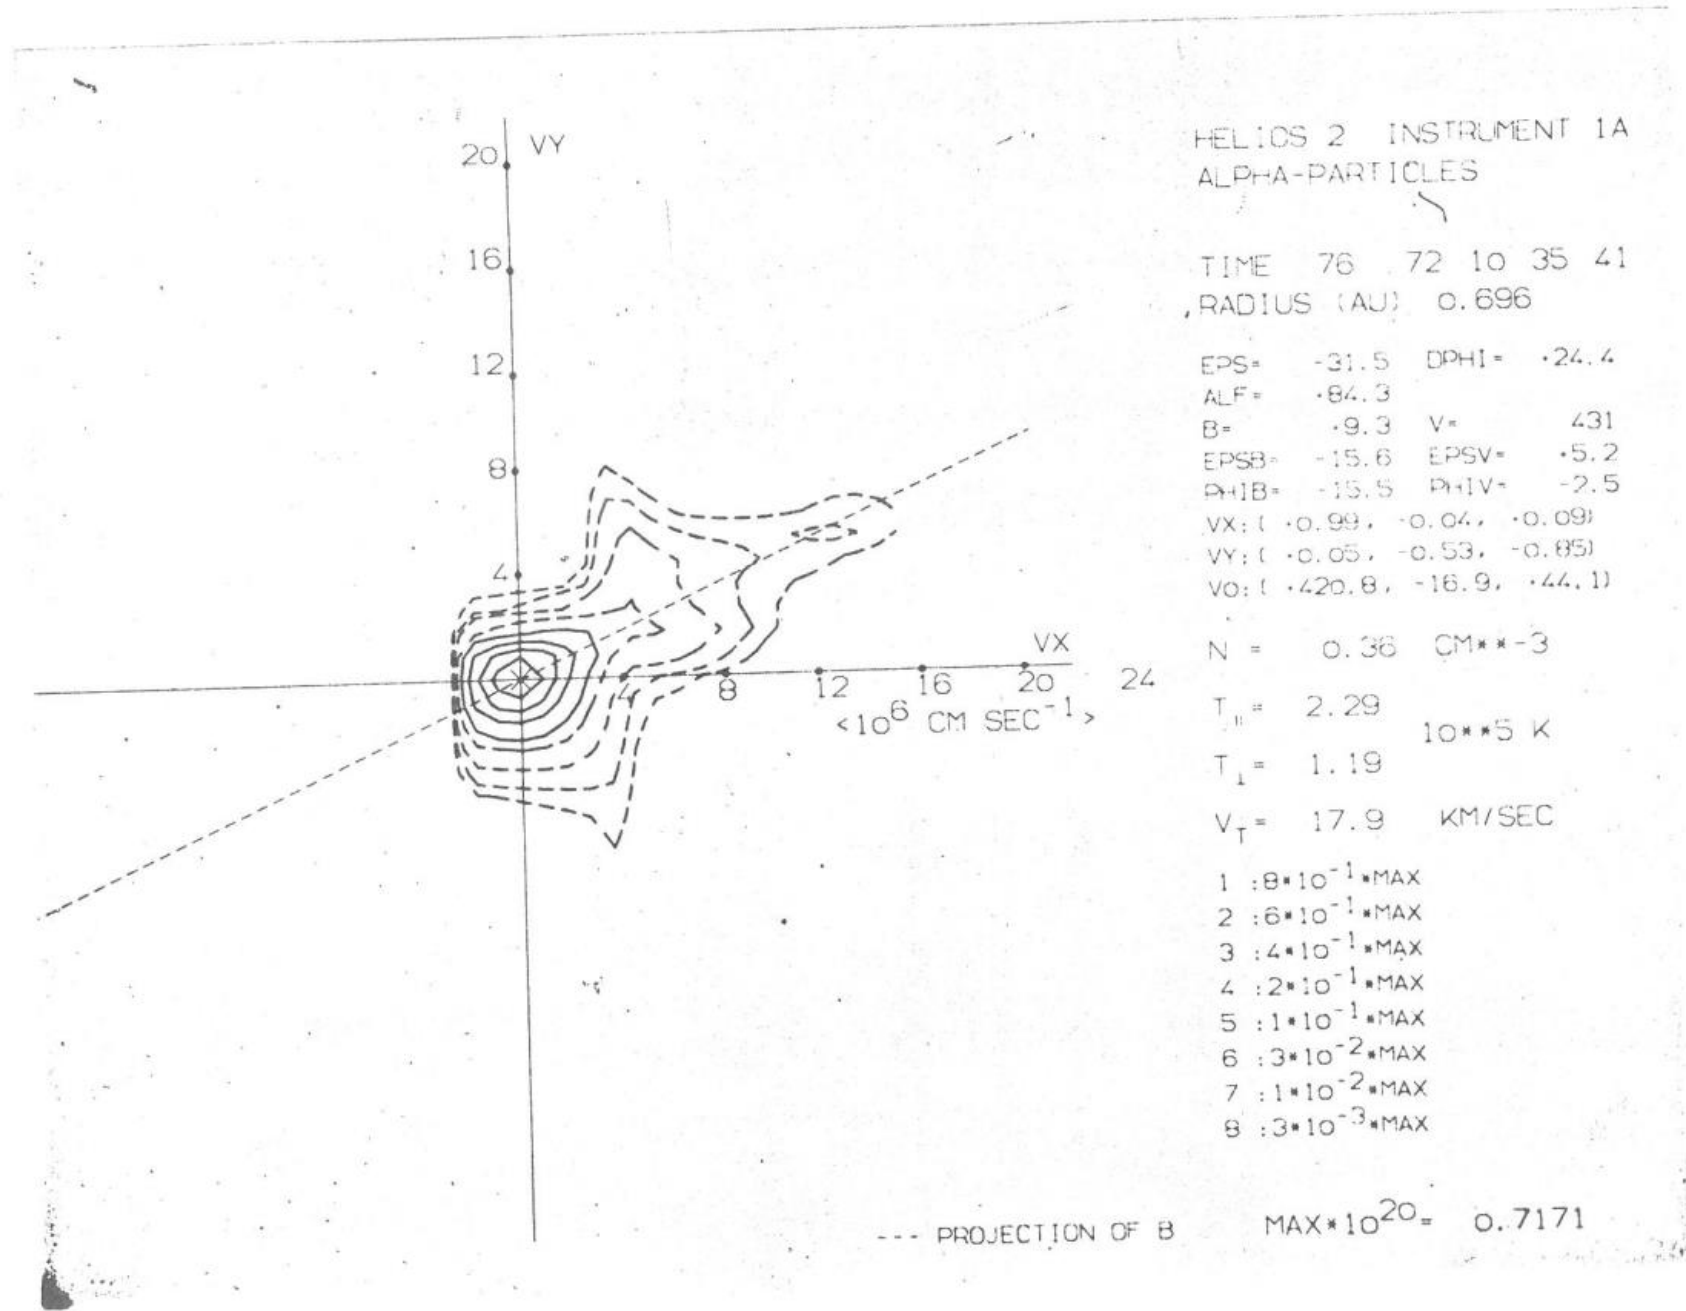 HELIOS 2 INSTRUMENT 1A
ALPHA-PARTICLES
TIME 76 72 10 35 41
RADIUS (AU) 0.696
EPS= -31.5 DPHI= +24.4
ALF= +84.3
B= +9.3 V= 431
EPSB= -15.6 EPSV= +5.2
PHIB= -15.5 PHIV= -2.5
VX:( +0.99, -0.04, +0.09)
VY:( +0.05, -0.53, -0.85)
VO:( +420.8, -16.9, +44.1)
N = 0.36 CM**-3
T∥= 2.29
10**5 K
T⊥= 1.19
V_T= 17.9 KM/SEC
1 :8*10⁻¹*MAX
2 :6*10⁻¹*MAX
3 :4*10⁻¹*MAX
4 :2*10⁻¹*MAX
5 :1*10⁻¹*MAX
6 :3*10⁻²*MAX
7 :1*10⁻²*MAX
8 :3*10⁻³*MAX
--- PROJECTION OF B MAX*10²⁰= 0.7171
VY
20
16
12
8
4
VX
4 8 12 16 20 24
<10⁶ CM SEC⁻¹>